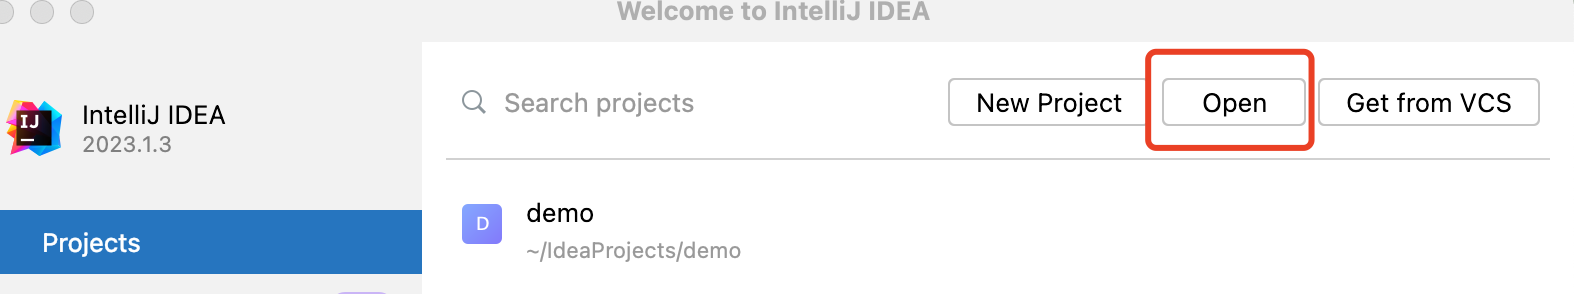 Welcome to IntelliJ IDEA
IJ
IntelliJ IDEA
2023.1.3
Search projects
New Project
Open
Get from VCS
Projects
D
demo
~/IdeaProjects/demo